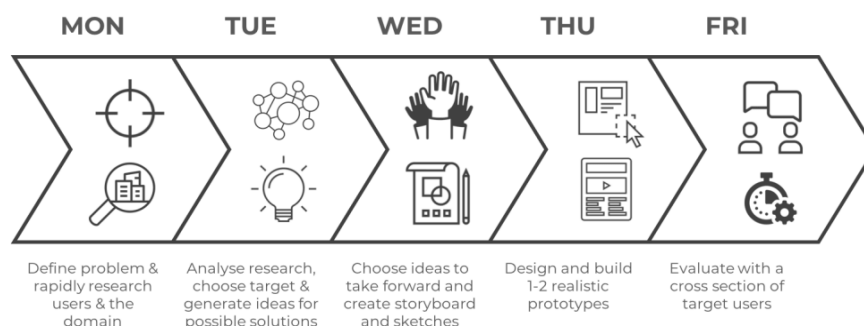 MON
TUE
WED
THU
FRI
Define problem &
rapidly research
users & the
domain
Analyse research,
choose target &
generate ideas for
possible solutions
Choose ideas to
take forward and
create storyboard
and sketches
Design and build
1-2 realistic
prototypes
Evaluate with a
cross section of
target users